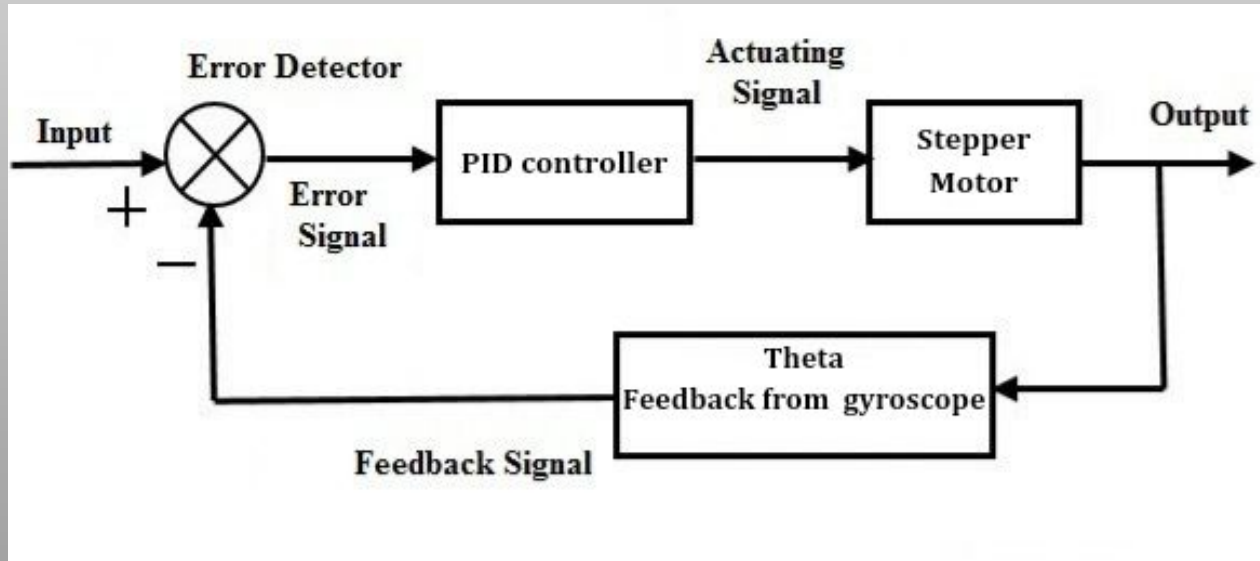 Error Detector
Input
+
−
Error
Signal
PID controller
Actuating
Signal
Stepper
Motor
Output
Theta
Feedback from gyroscope
Feedback Signal